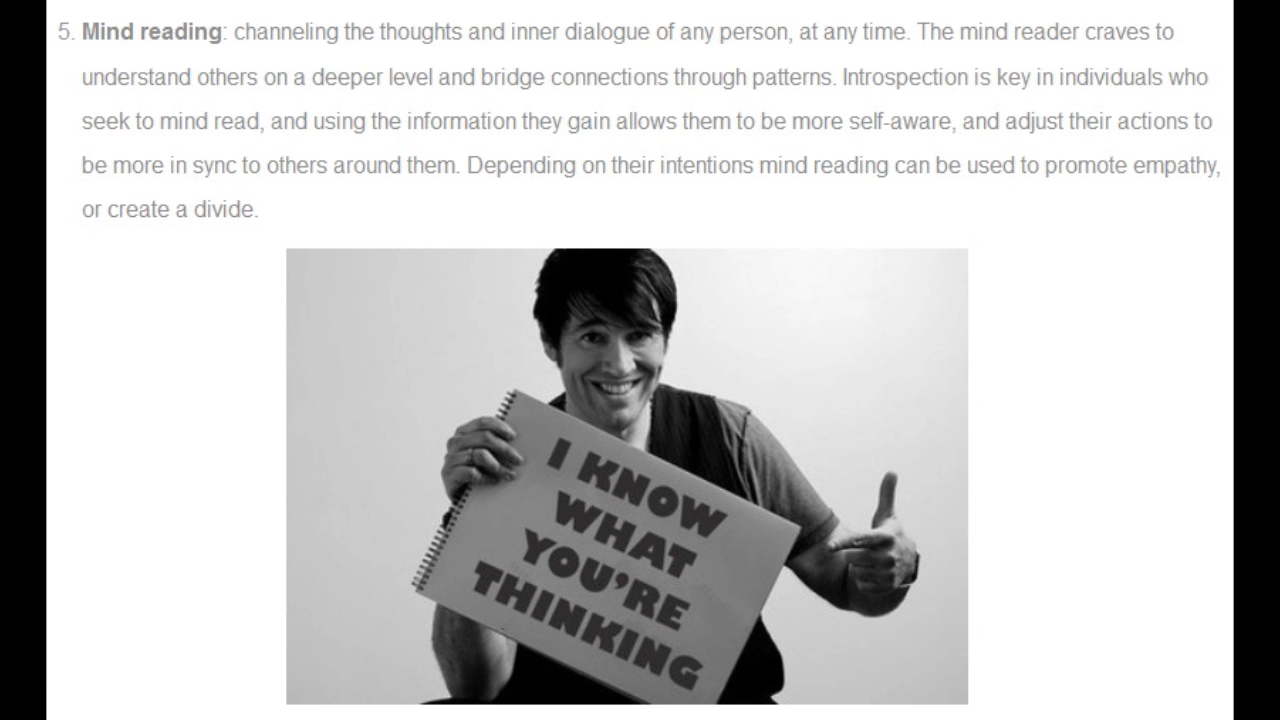 5. Mind reading: channeling the thoughts and inner dialogue of any person, at any time. The mind reader craves to
understand others on a deeper level and bridge connections through patterns. Introspection is key in individuals who
seek to mind read, and using the information they gain allows them to be more self-aware, and adjust their actions to
be more in sync to others around them. Depending on their intentions mind reading can be used to promote empathy,
or create a divide.
I KNOW
WHAT
YOU'RE
THINKING